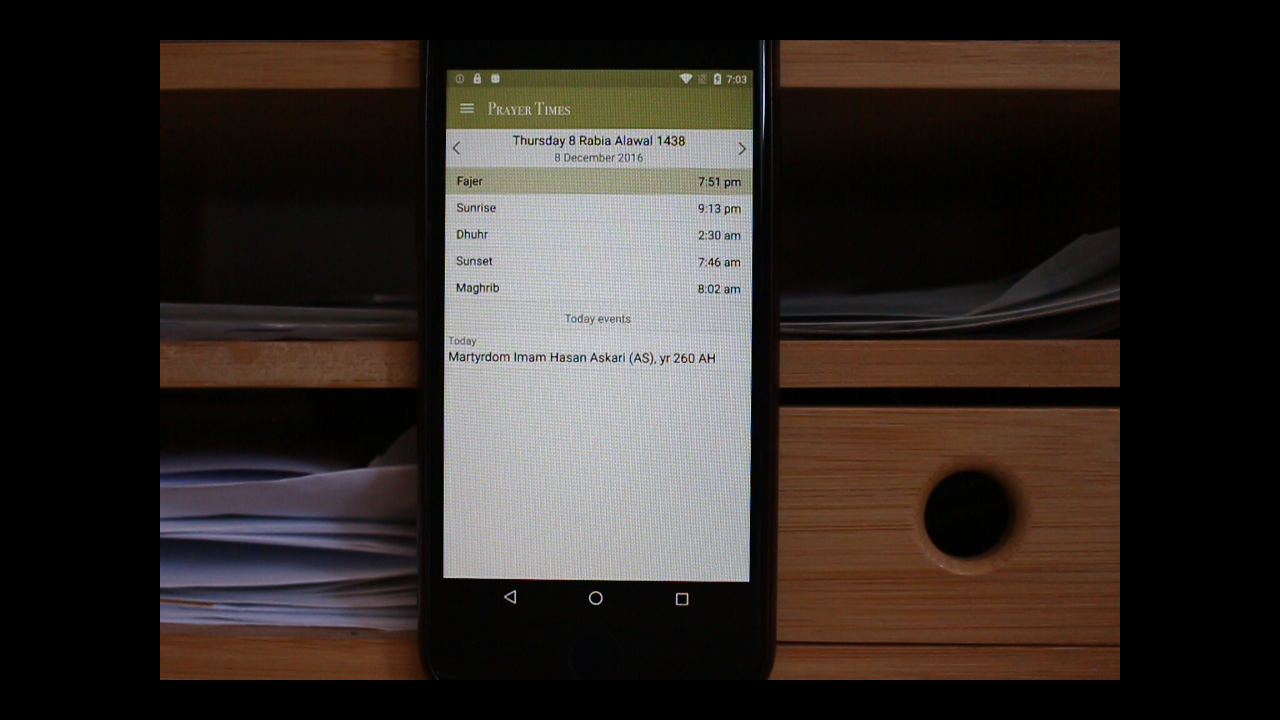 7:03
PRAYER TIMES
Thursday 8 Rabia Alawal 1438
8 December 2016
Fajer 7:51 pm
Sunrise 9:13 pm
Dhuhr 2:30 am
Sunset 7:46 am
Maghrib 8:02 am
Today events
Today
Martyrdom Imam Hasan Askari (AS), yr 260 AH